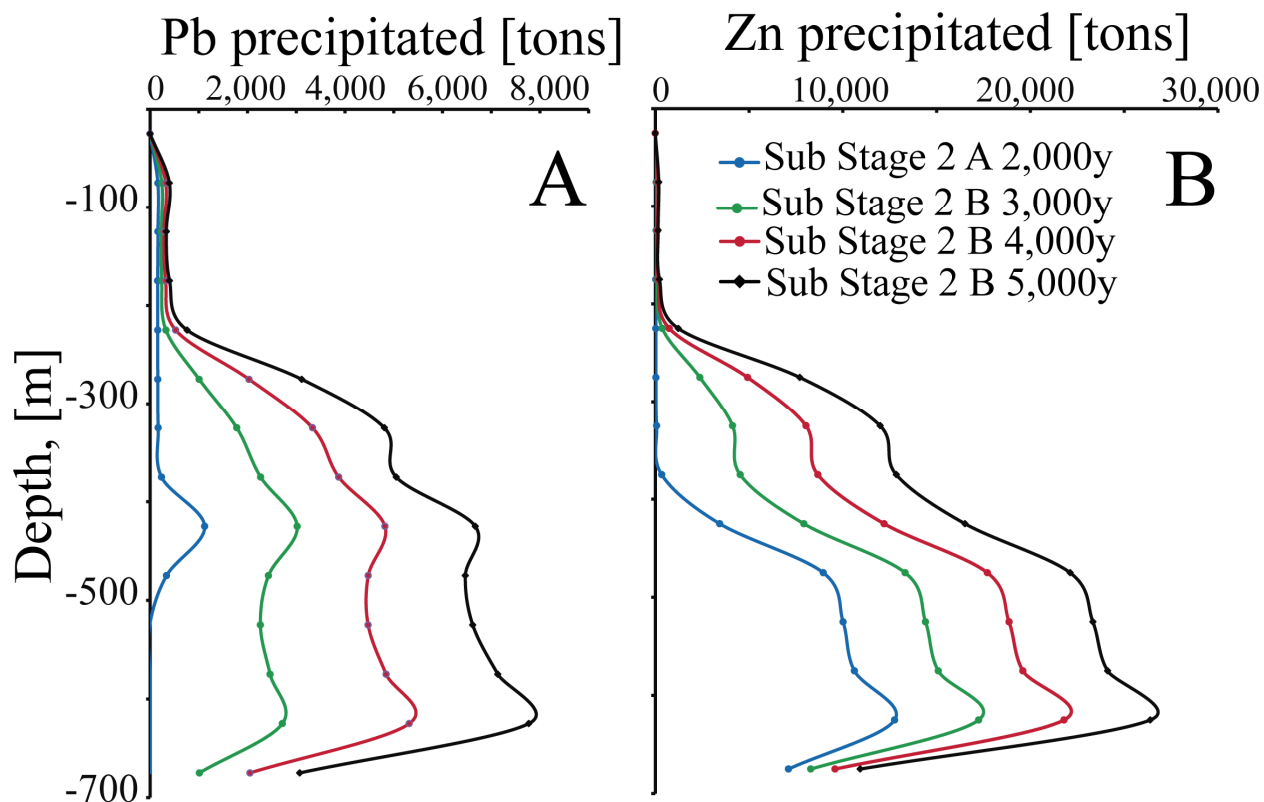 Pb precipitated [tons]
0 2,000 4,000 6,000 8,000
A
Depth, [m]
-100
-300
-500
-700
Zn precipitated [tons]
0 10,000 20,000 30,000
B
Sub Stage 2 A 2,000y
Sub Stage 2 B 3,000y
Sub Stage 2 B 4,000y
Sub Stage 2 B 5,000y